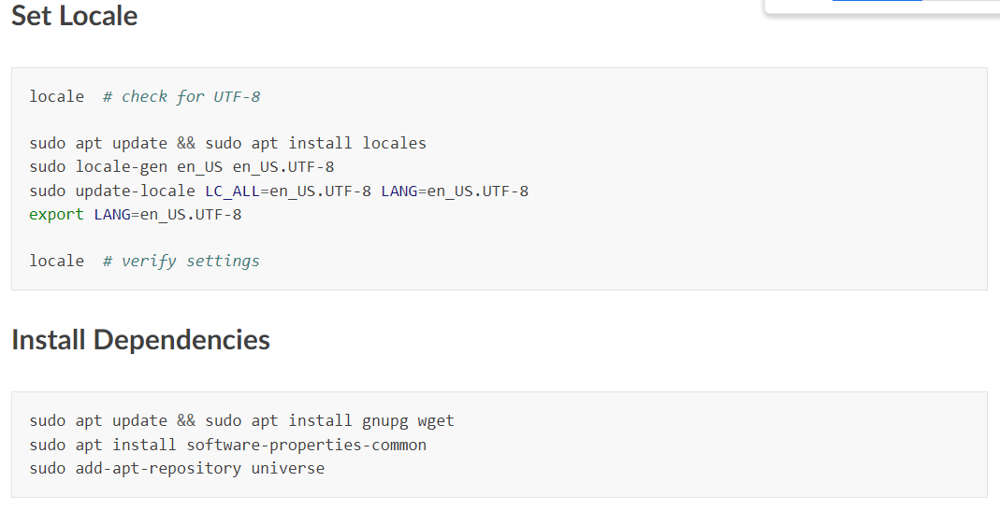 Set Locale
locale  # check for UTF-8
sudo apt update && sudo apt install locales
sudo locale-gen en_US en_US.UTF-8
sudo update-locale LC_ALL=en_US.UTF-8 LANG=en_US.UTF-8
export LANG=en_US.UTF-8
locale  # verify settings
Install Dependencies
sudo apt update && sudo apt install gnupg wget
sudo apt install software-properties-common
sudo add-apt-repository universe